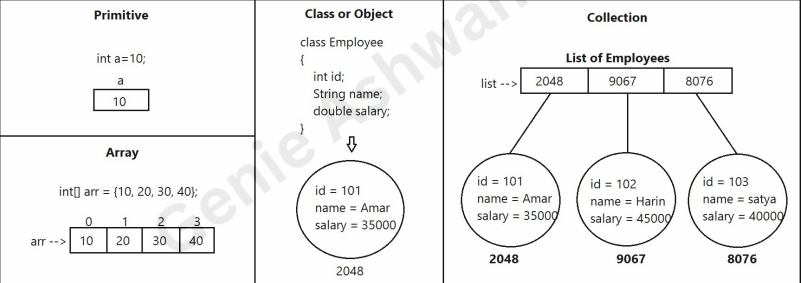 Primitive
int a=10;
a
10
Array
int[] arr = {10, 20, 30, 40};
0 1 2 3
arr --> 10 20 30 40
Class or Object
class Employee
{
int id;
String name;
double salary;
}
id = 101
name = Amar
salary = 35000
2048
Collection
List of Employees
list --> 2048 9067 8076
id = 101
name = Amar
salary = 35000
2048
id = 102
name = Harin
salary = 45000
9067
id = 103
name = satya
salary = 40000
8076
Genie Ashwani